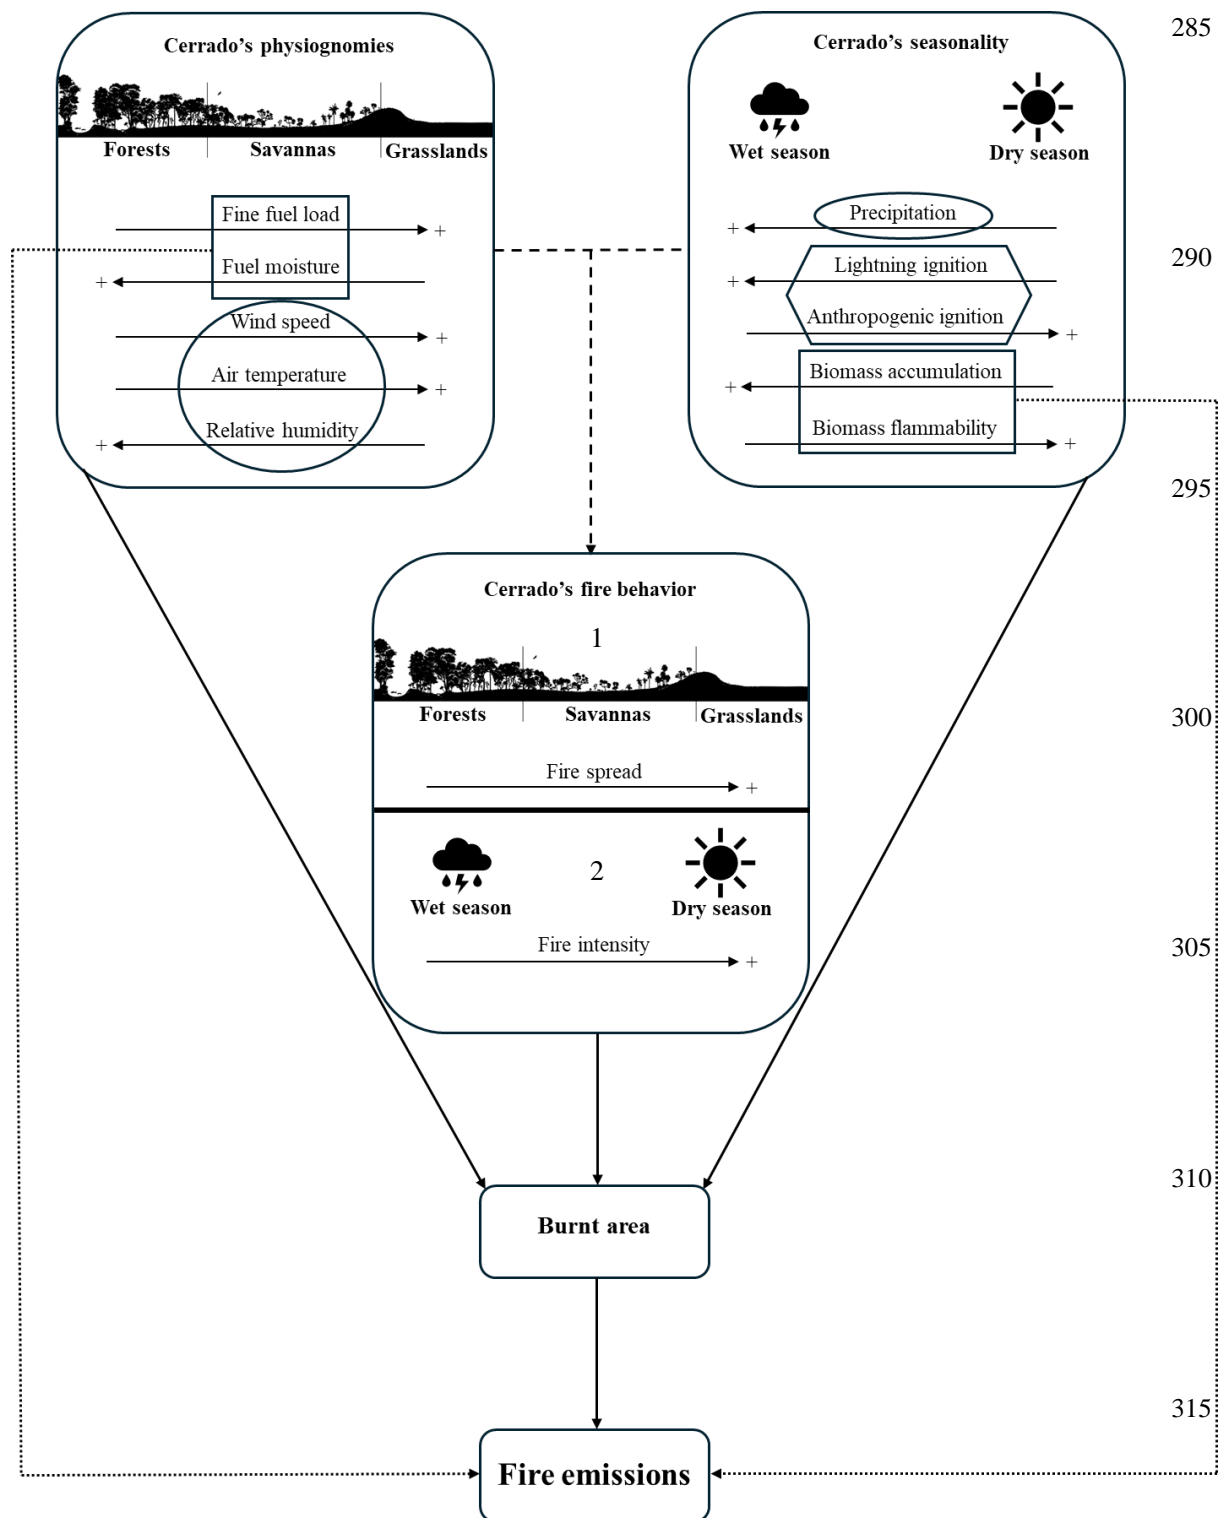 Cerrado's physiognomies
Forests
Savannas
Grasslands
Fine fuel load
+
Fuel moisture
+
Wind speed
+
Air temperature
+
Relative humidity
+
Cerrado's seasonality
Wet season
Dry season
Precipitation
+
Lightning ignition
+
Anthropogenic ignition
+
Biomass accumulation
+
Biomass flammability
+
285
290
295
Cerrado's fire behavior
1
Forests
Savannas
Grasslands
300
Fire spread
+
2
Wet season
Dry season
305
Fire intensity
+
310
Burnt area
315
Fire emissions